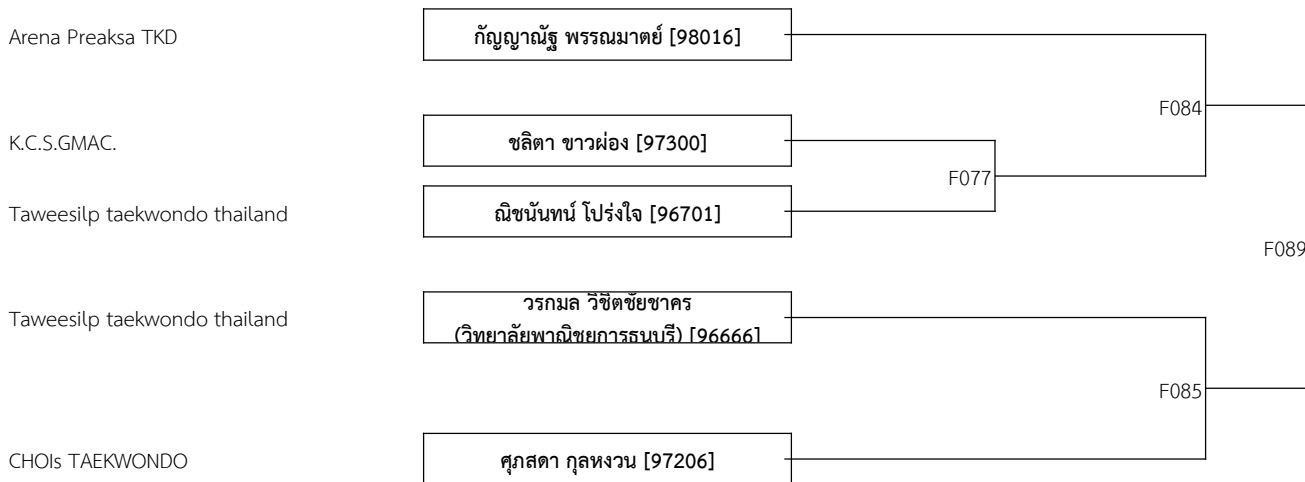 Arena Preaksa TKD
กัญญาณัฐ พรรณมาตย์ [98016]
F084
K.C.S.GMAC.
ชลิตา ขาวผ่อง [97300]
F077
Taweesilp taekwondo thailand
ณิชนันทน์ โปร่งใจ [96701]
F089
Taweesilp taekwondo thailand
วรกมล วิชิตชัยชาคร
(วิทยาลัยพาณิชยการธนบุรี) [96666]
F085
CHOIs TAEKWONDO
ศุภสตา กุลหงวน [97206]